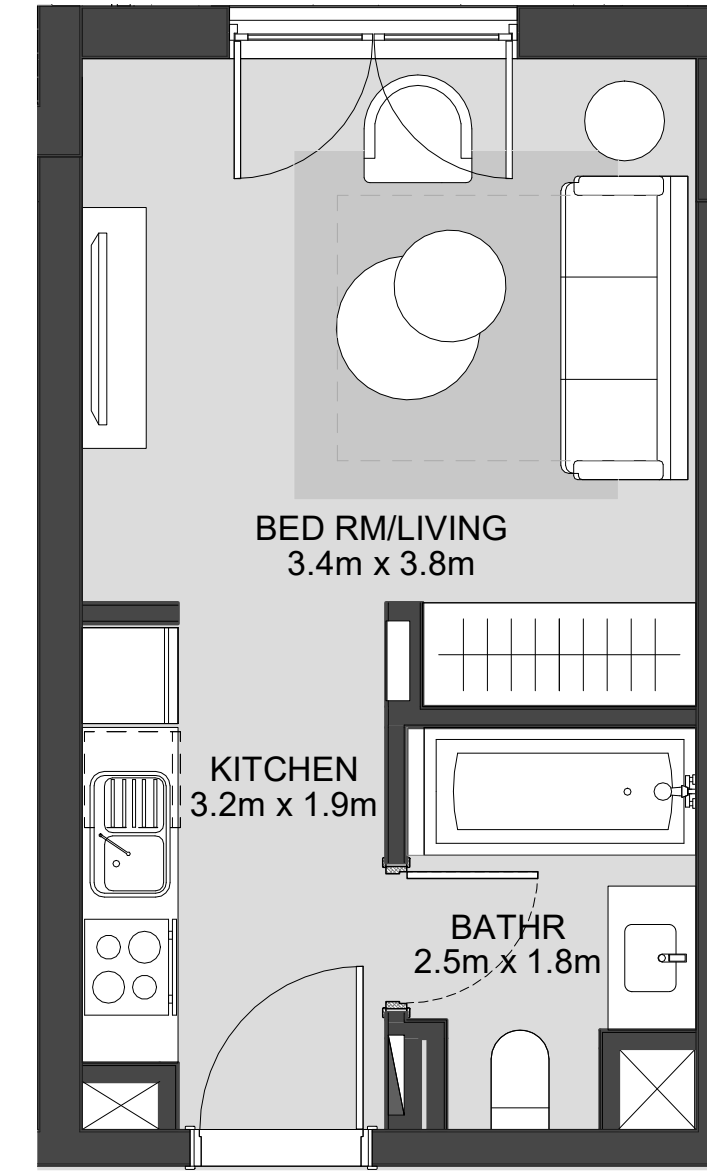 BED RM/LIVING
3.4m x 3.8m
KITCHEN
3.2m x 1.9m
BATHR
2.5m x 1.8m